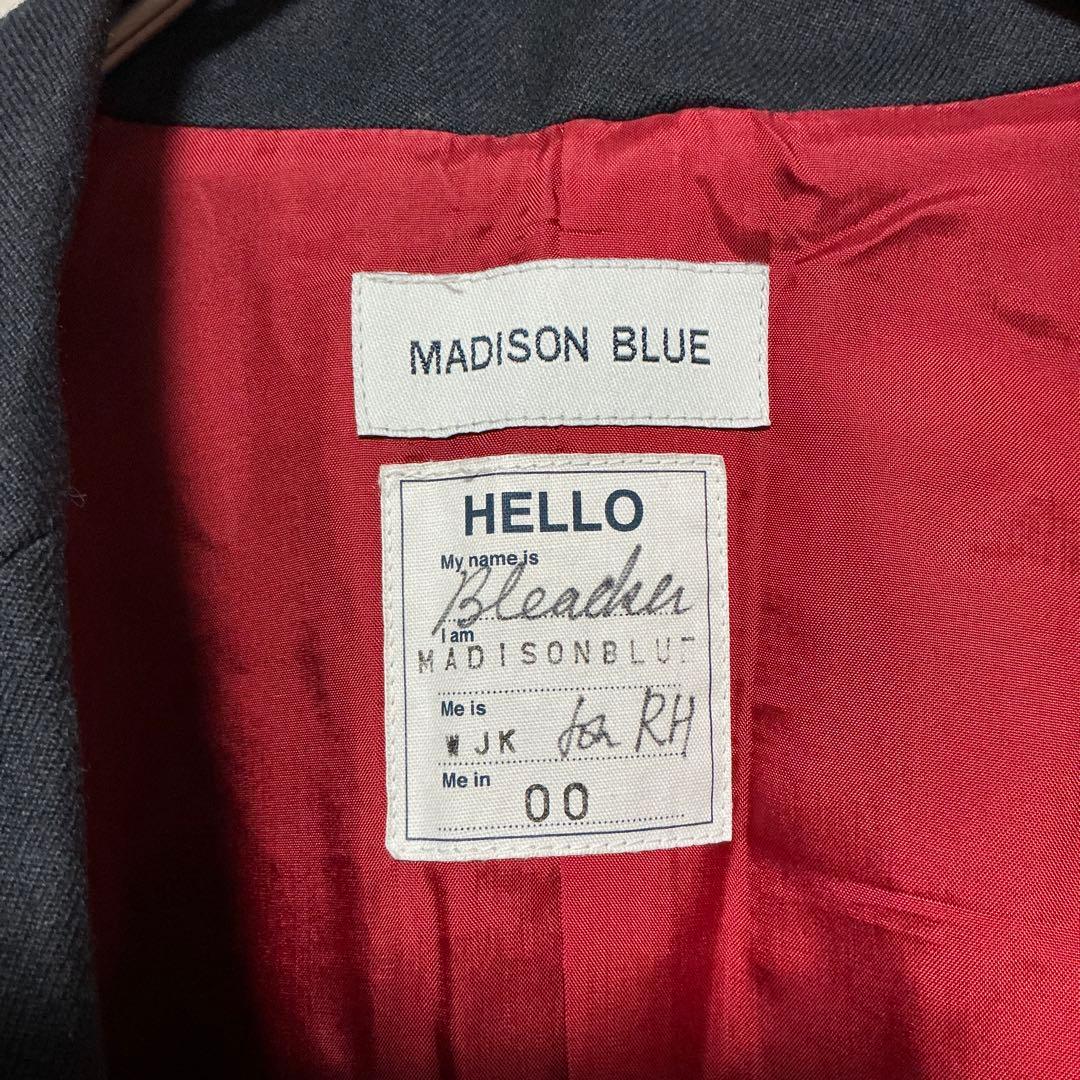 MADISON BLUE
HELLO
My name is
Bleacher
I am
MADISONBLUE
Me is
WJK for RH
Me in
00